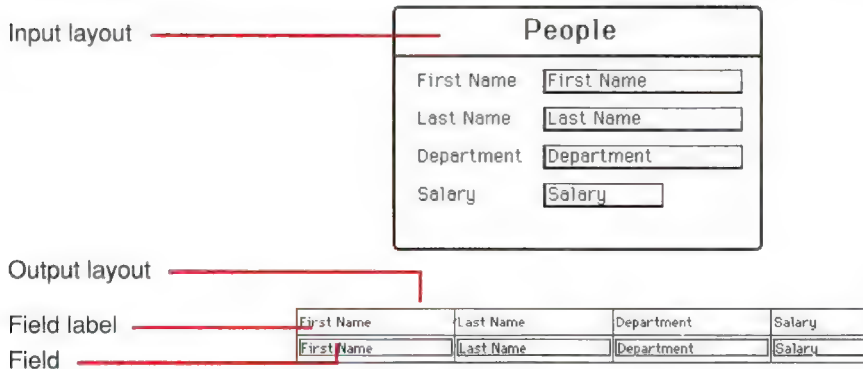 Input layout
People
First Name First Name
Last Name Last Name
Department Department
Salary Salary
Output layout
Field label
First Name Last Name Department Salary
Field
First Name Last Name Department Salary